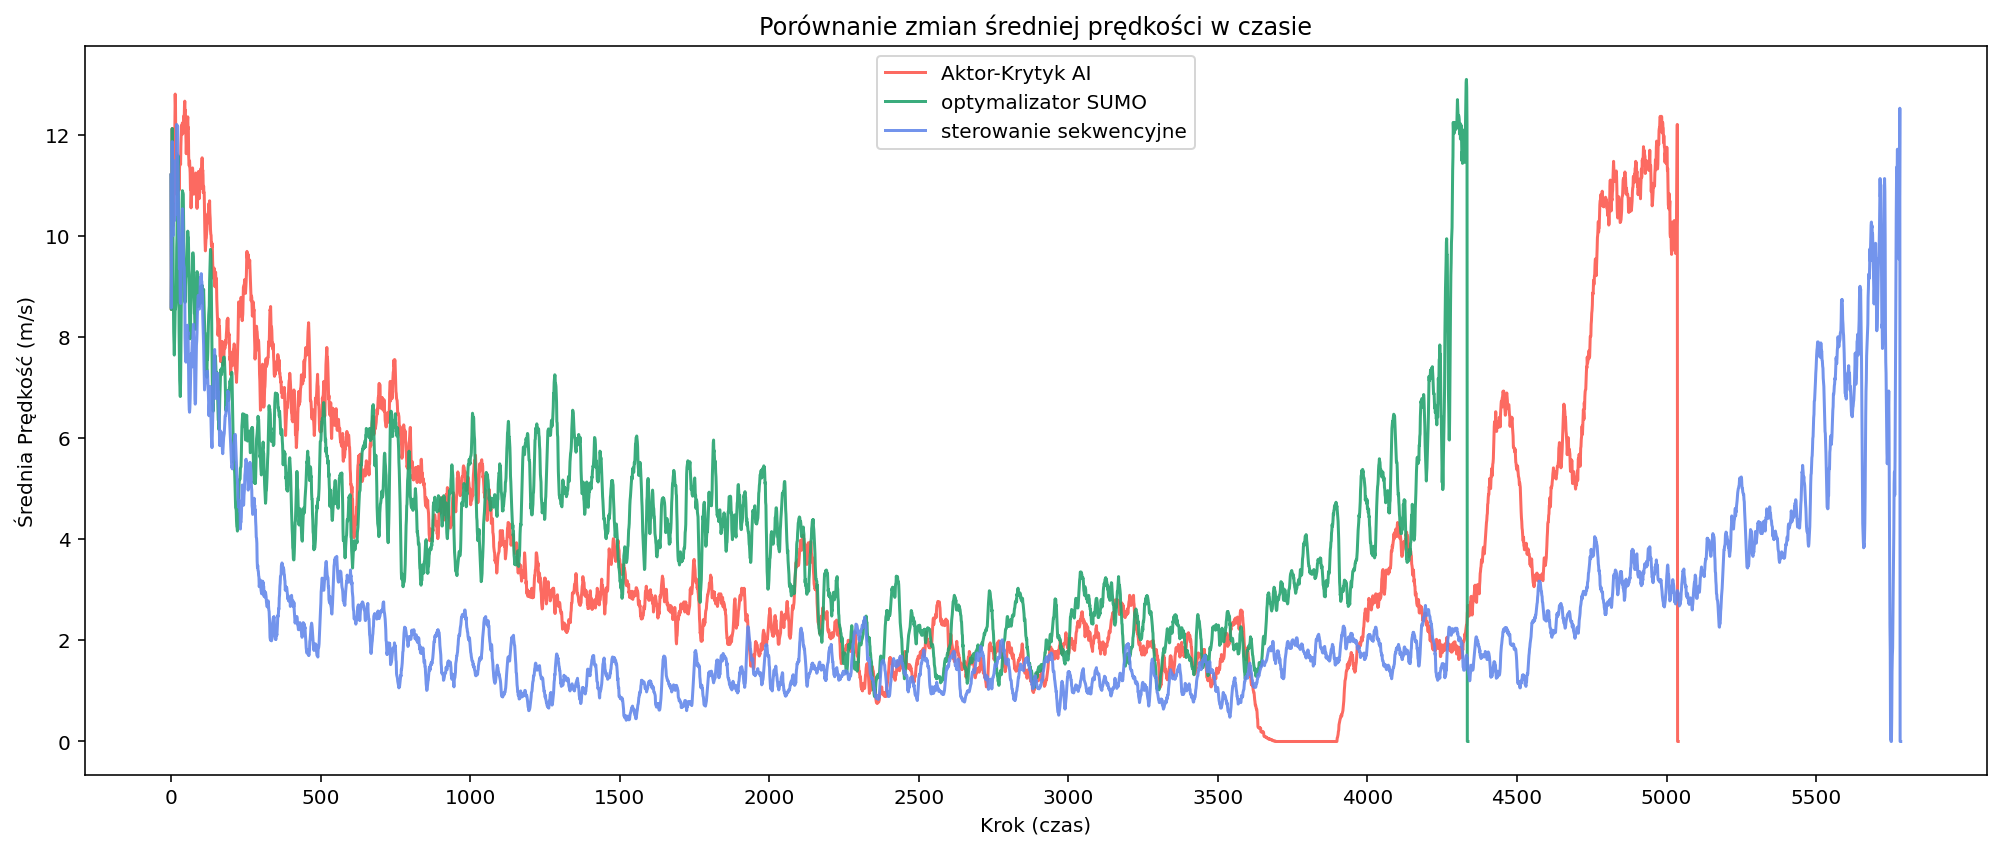 Porównanie zmian średniej prędkości w czasie
Aktor-Krytyk AI
optymalizator SUMO
sterowanie sekwencyjne
Średnia Prędkość (m/s)
12
10
8
6
4
2
0
0 500 1000 1500 2000 2500 3000 3500 4000 4500 5000 5500
Krok (czas)